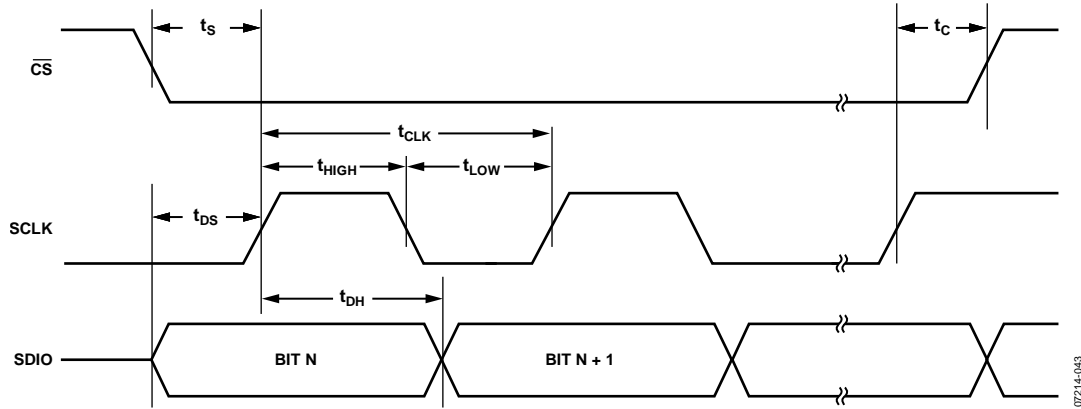 tS
tC
CS
tCLK
tHIGH
tLOW
tDS
SCLK
tDH
SDIO
BIT N
BIT N + 1
07214-043